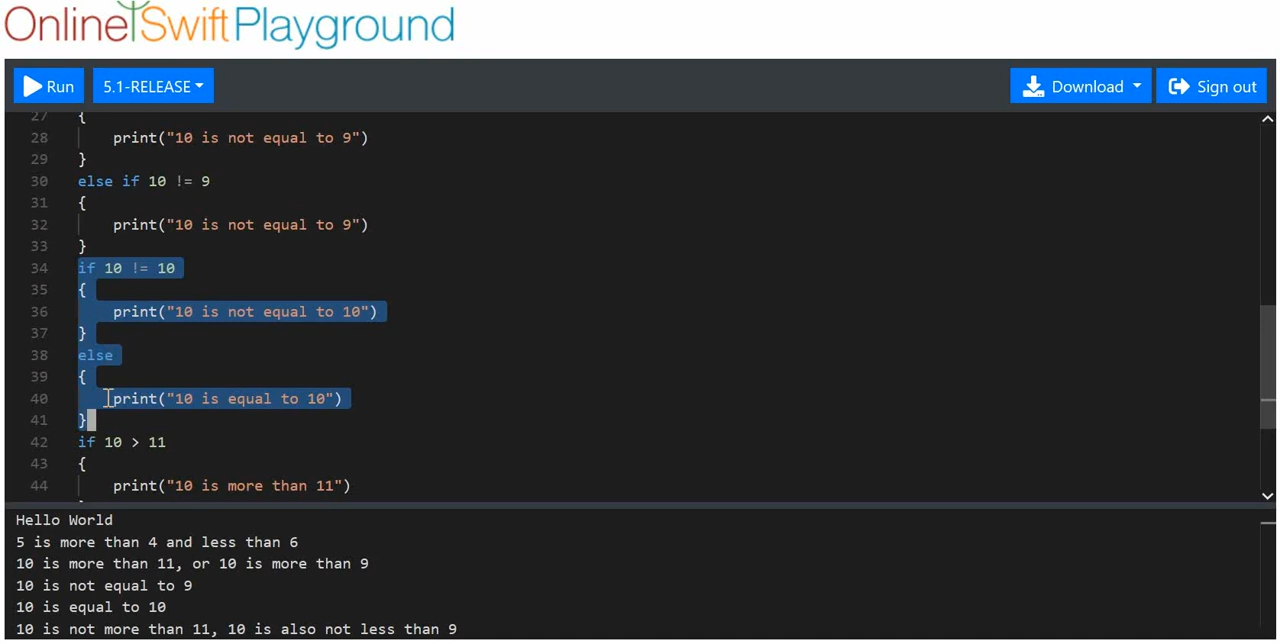 OnlineSwiftPlayground
Run 5.1-RELEASE Download Sign out
27 {
28 print("10 is not equal to 9")
29 }
30 else if 10 != 9
31 {
32 print("10 is not equal to 9")
33 }
34 if 10 != 10
35 {
36 print("10 is not equal to 10")
37 }
38 else
39 {
40 print("10 is equal to 10")
41 }
42 if 10 > 11
43 {
44 print("10 is more than 11")
Hello World
5 is more than 4 and less than 6
10 is more than 11, or 10 is more than 9
10 is not equal to 9
10 is equal to 10
10 is not more than 11, 10 is also not less than 9